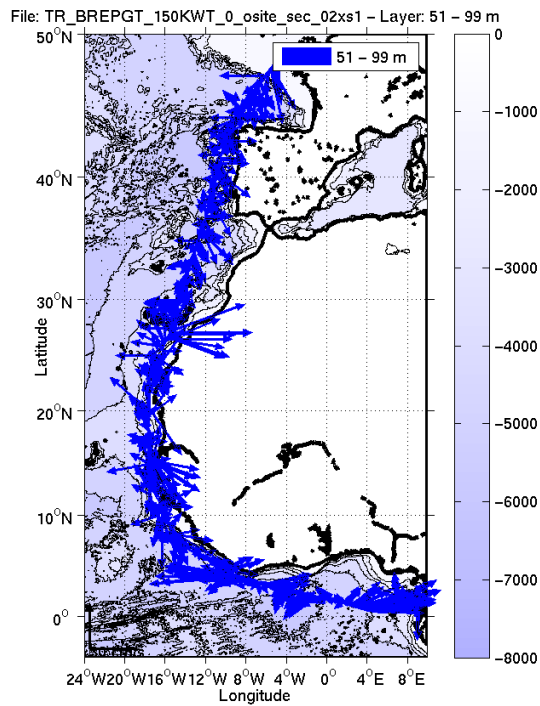 File: TR_BREPGT_150KWT_0_osite_sec_02xs1 – Layer: 51 – 99 m
51 – 99 m
50°N
40°N
30°N
20°N
10°N
0°
Latitude
24°W 20°W 16°W 12°W 8°W 4°W 0° 4°E 8°E
Longitude
0
−1000
−2000
−3000
−4000
−5000
−6000
−7000
−8000